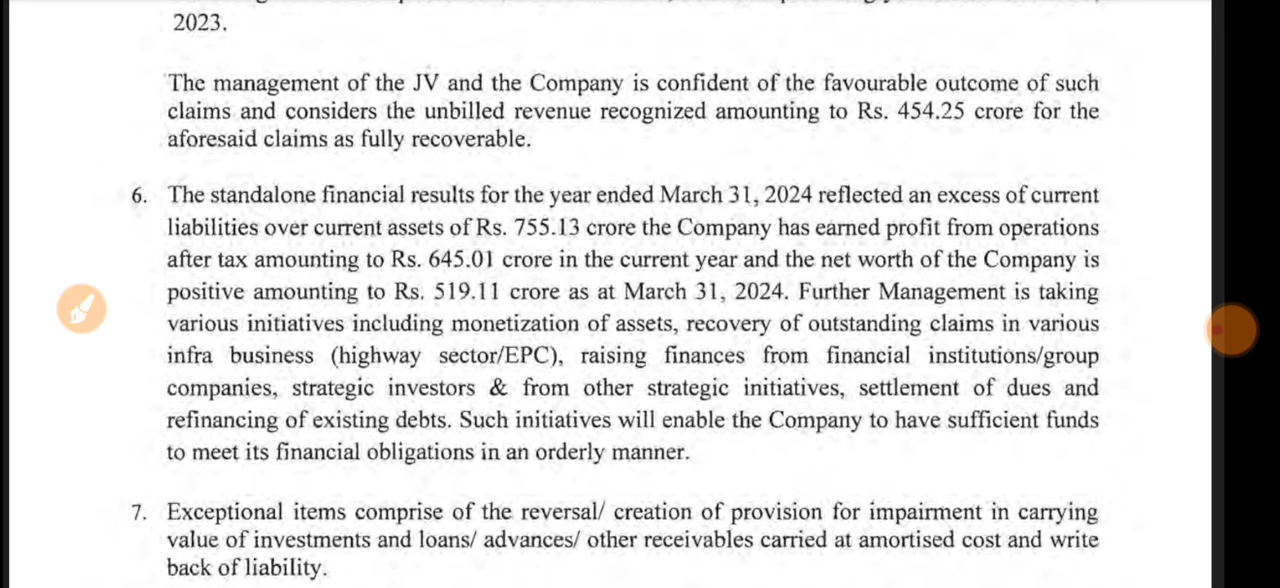 2023.
The management of the JV and the Company is confident of the favourable outcome of such
claims and considers the unbilled revenue recognized amounting to Rs. 454.25 crore for the
aforesaid claims as fully recoverable.
6. The standalone financial results for the year ended March 31, 2024 reflected an excess of current
liabilities over current assets of Rs. 755.13 crore the Company has earned profit from operations
after tax amounting to Rs. 645.01 crore in the current year and the net worth of the Company is
positive amounting to Rs. 519.11 crore as at March 31, 2024. Further Management is taking
various initiatives including monetization of assets, recovery of outstanding claims in various
infra business (highway sector/EPC), raising finances from financial institutions/group
companies, strategic investors & from other strategic initiatives, settlement of dues and
refinancing of existing debts. Such initiatives will enable the Company to have sufficient funds
to meet its financial obligations in an orderly manner.
7. Exceptional items comprise of the reversal/ creation of provision for impairment in carrying
value of investments and loans/ advances/ other receivables carried at amortised cost and write
back of liability.